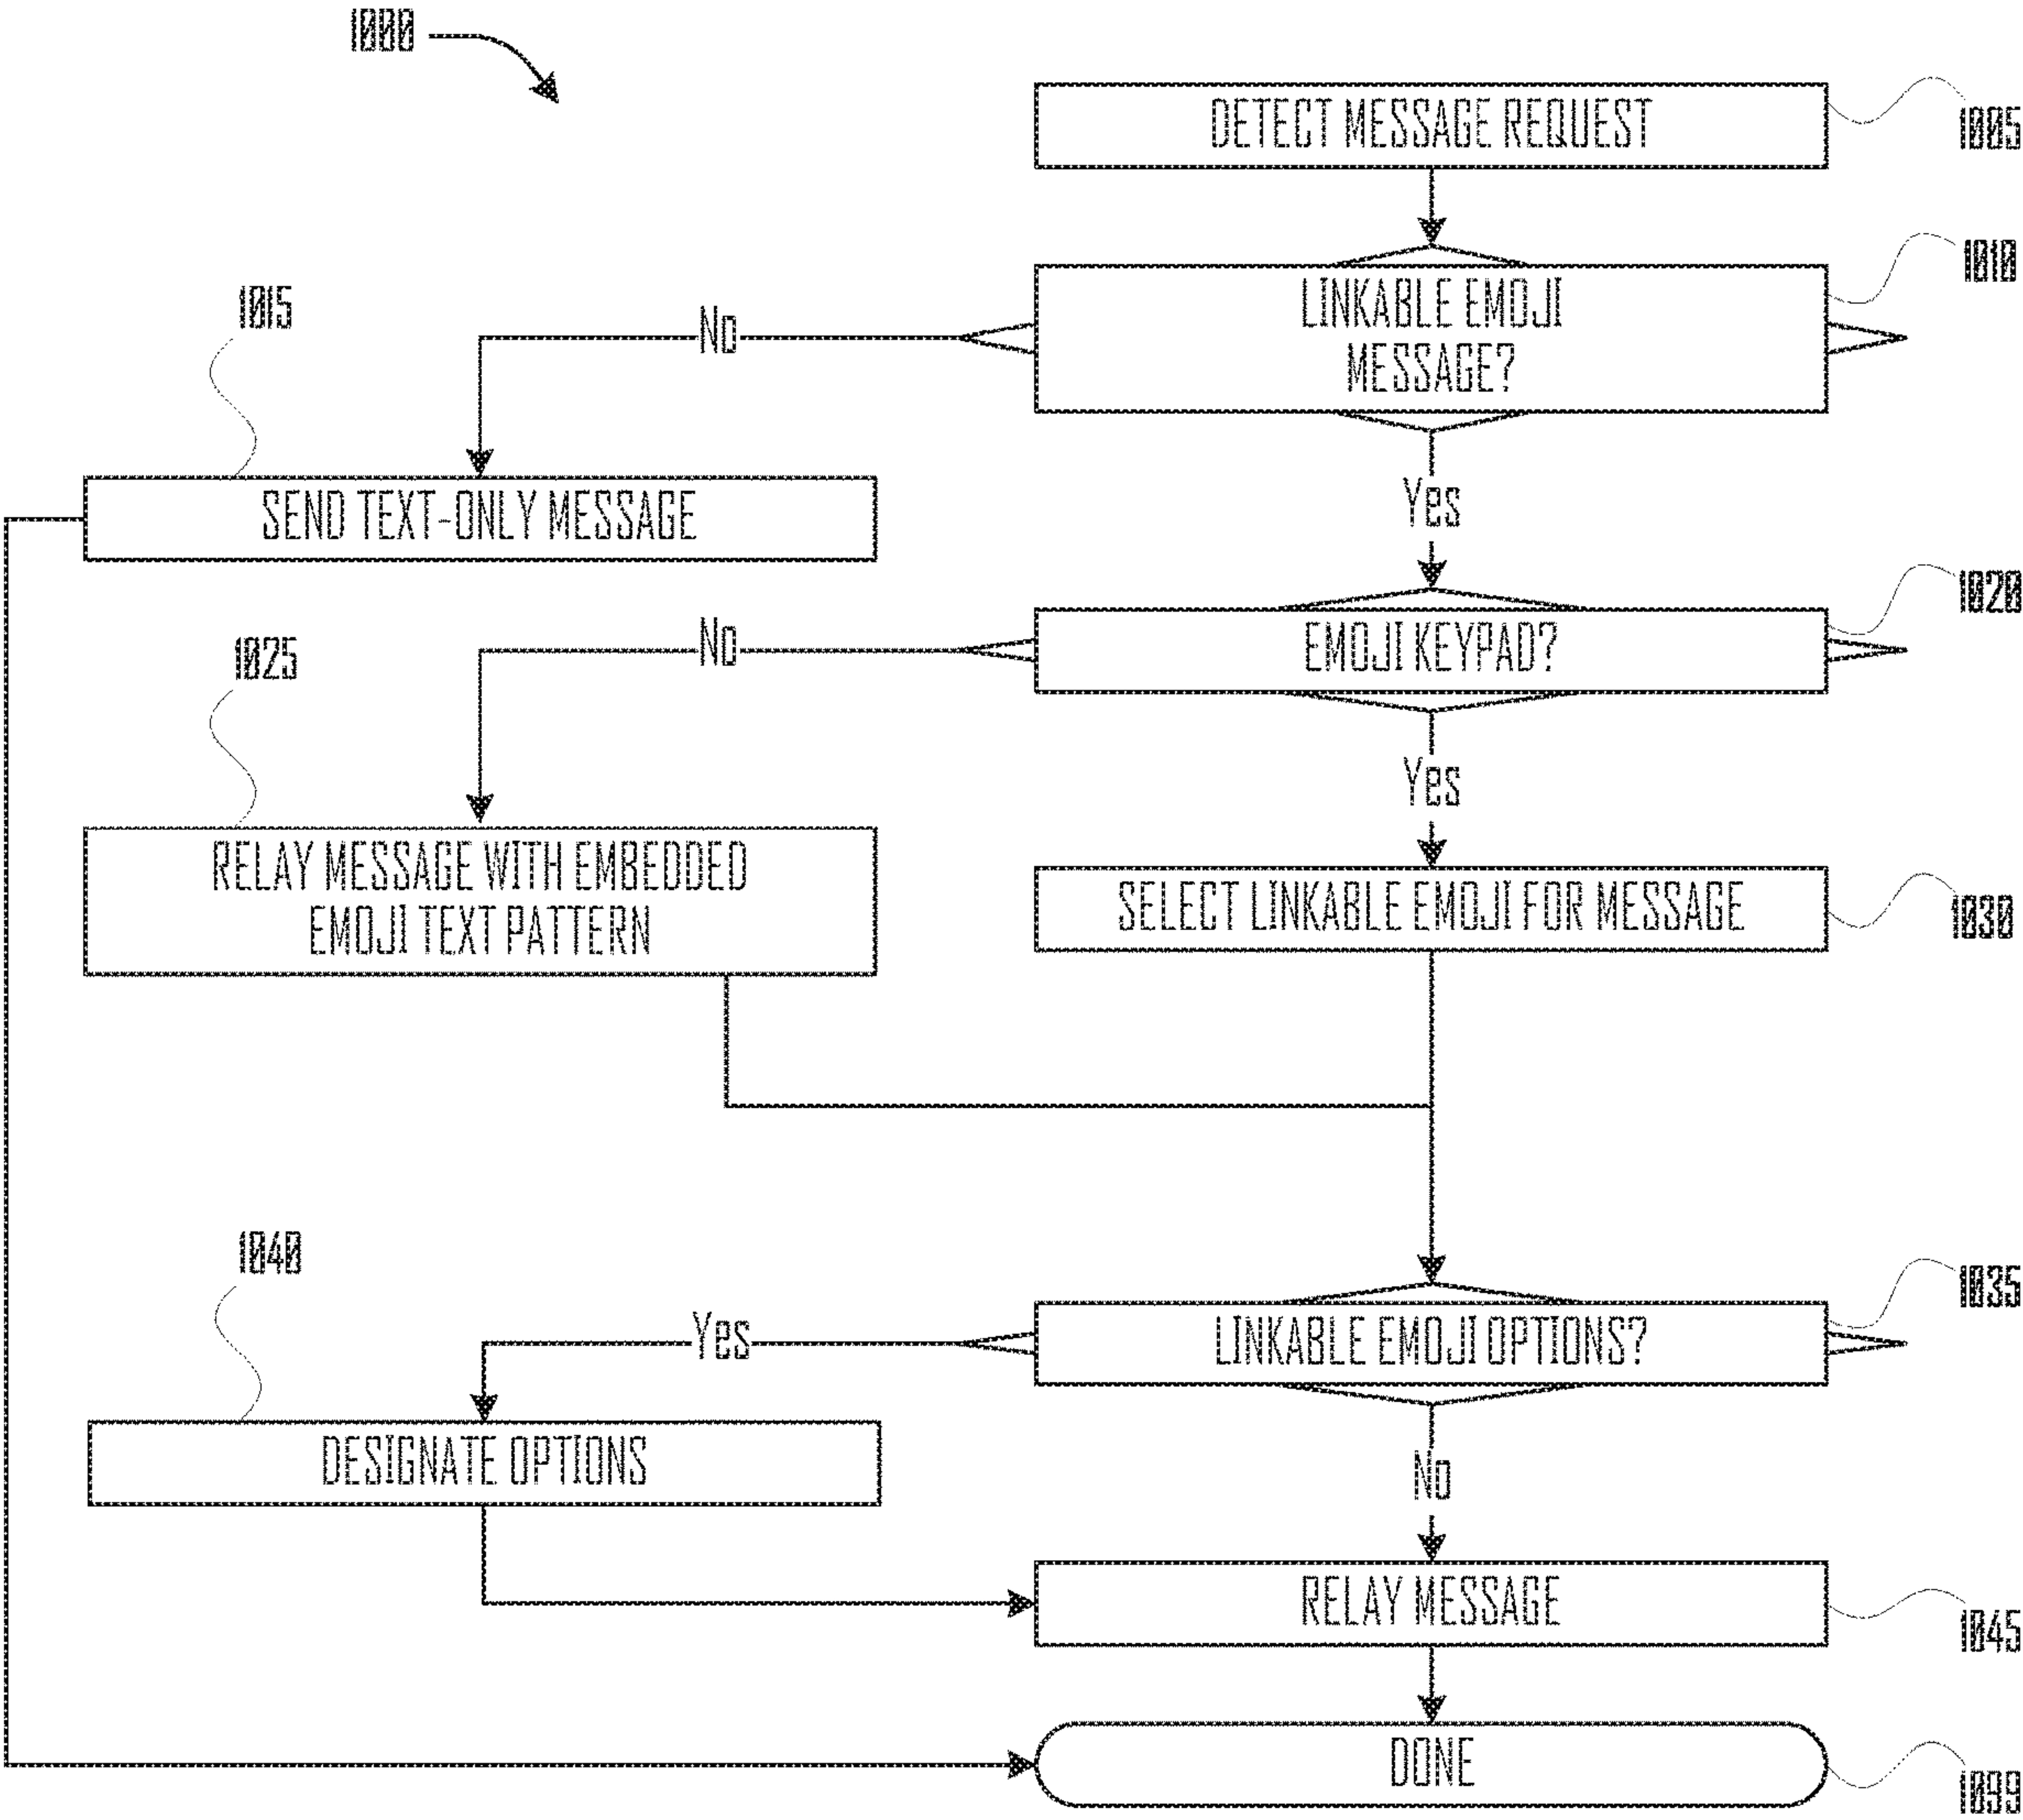 1000
DETECT MESSAGE REQUEST
1005
LINKABLE EMOJI
MESSAGE?
1010
No
1015
Yes
SEND TEXT-ONLY MESSAGE
EMOJI KEYPAD?
1020
No
1025
Yes
RELAY MESSAGE WITH EMBEDDED
EMOJI TEXT PATTERN
SELECT LINKABLE EMOJI FOR MESSAGE
1030
1040
LINKABLE EMOJI OPTIONS?
1035
Yes
DESIGNATE OPTIONS
No
RELAY MESSAGE
1045
DONE
1099